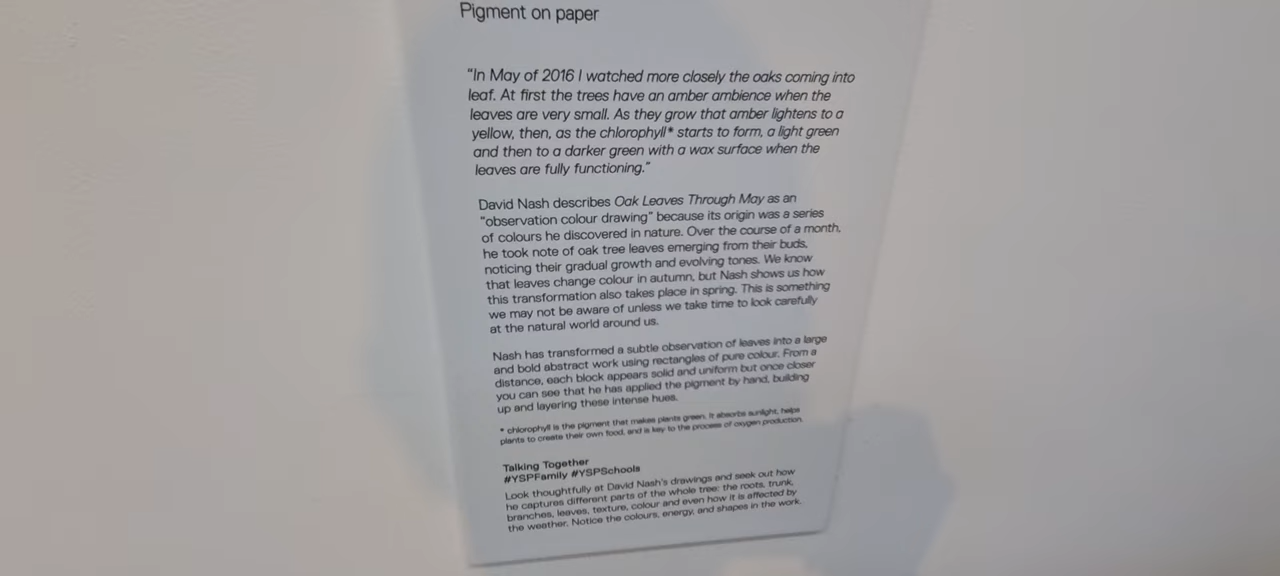 Pigment on paper
“In May of 2016 I watched more closely the oaks coming into
leaf. At first the trees have an amber ambience when the
leaves are very small. As they grow that amber lightens to a
yellow, then, as the chlorophyll* starts to form, a light green
and then to a darker green with a wax surface when the
leaves are fully functioning.”
David Nash describes Oak Leaves Through May as an
“observation colour drawing” because its origin was a series
of colours he discovered in nature. Over the course of a month,
he took note of oak tree leaves emerging from their buds,
noticing their gradual growth and evolving tones. We know
that leaves change colour in autumn, but Nash shows us how
this transformation also takes place in spring. This is something
we may not be aware of unless we take time to look carefully
at the natural world around us.
Nash has transformed a subtle observation of leaves into a large
and bold abstract work using rectangles of pure colour. From a
distance, each block appears solid and uniform but once closer
you can see that he has applied the pigment by hand, building
up and layering these intense hues.
* chlorophyll is the pigment that makes plants green. It absorbs sunlight, helps
plants to create their own food, and is key to the process of oxygen production.
Talking Together
#YSPFamily #YSPSchools
Look thoughtfully at David Nash’s drawings and seek out how
he captures different parts of the whole tree: the roots, trunk,
branches, leaves, texture, colour and even how it is affected by
the weather. Notice the colours, energy, and shapes in the work.